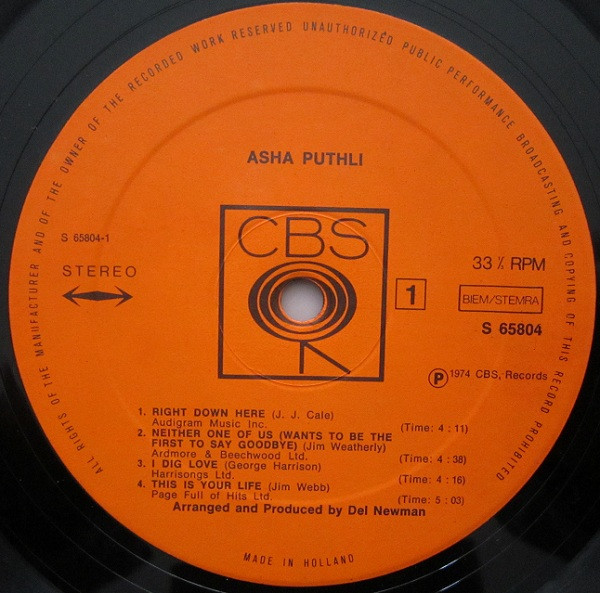 ALL RIGHTS OF THE MANUFACTURER AND OF THE OWNER OF THE RECORDED WORK RESERVED UNAUTHORIZED PUBLIC PERFORMANCE BROADCASTING AND COPYING OF THIS RECORD PROHIBITED
ASHA PUTHLI
CBS
S 65804-1
STEREO
33⅓ RPM
1
BIEM/STEMRA
S 65804
Ⓟ 1974 CBS, Records
1. RIGHT DOWN HERE (J. J. Cale)
Audigram Music Inc. (Time: 4 : 11)
2. NEITHER ONE OF US (WANTS TO BE THE
FIRST TO SAY GOODBYE) (Jim Weatherly)
Ardmore & Beechwood Ltd. (Time: 4 : 38)
3. I DIG LOVE (George Harrison)
Harrisongs Ltd. (Time: 4 : 16)
4. THIS IS YOUR LIFE (Jim Webb)
Page Full of Hits Ltd. (Time: 5 : 03)
Arranged and Produced by Del Newman
MADE IN HOLLAND